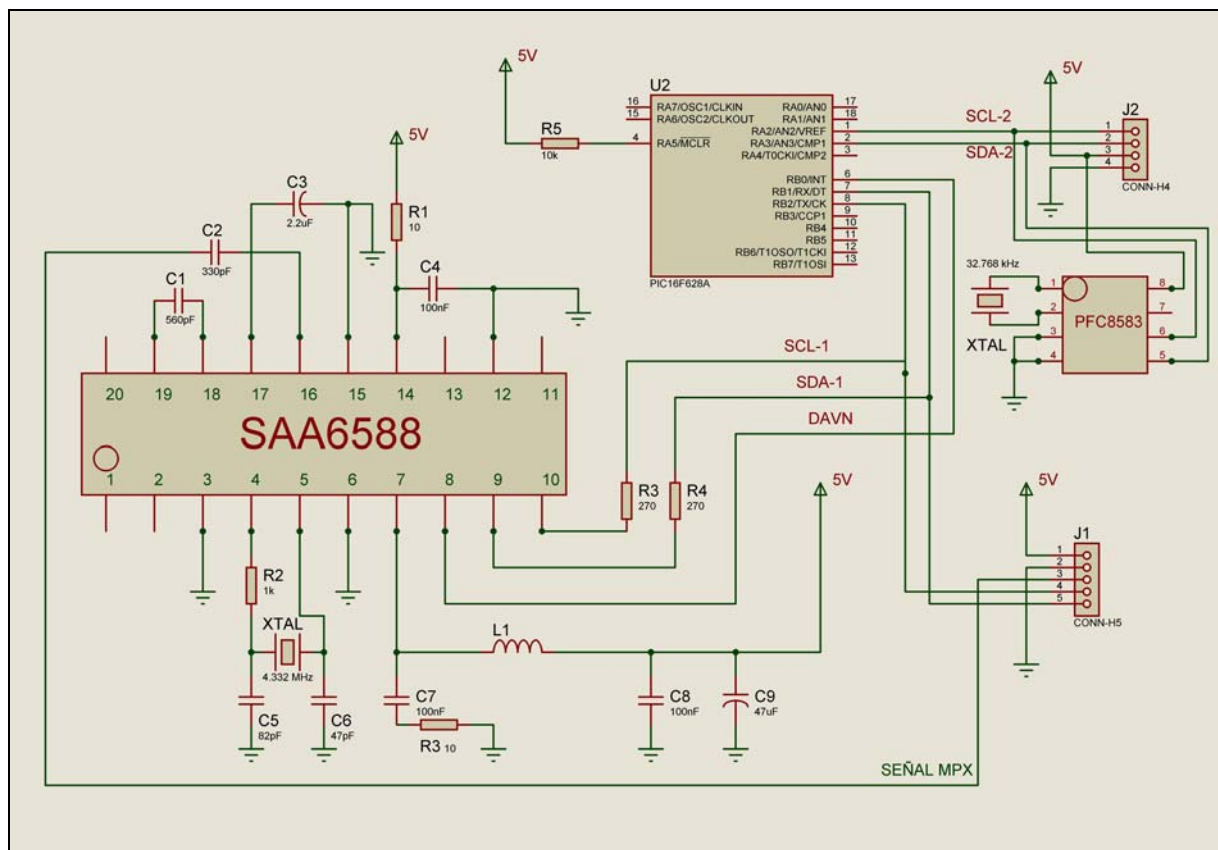 5V
U2
16 RA7/OSC1/CLKIN RA0/AN0 17
15 RA6/OSC2/CLKOUT RA1/AN1 18
RA2/AN2/VREF 1
4 RA5/MCLR RA3/AN3/CMP1 2
RA4/T0CKI/CMP2 3
RB0/INT 6
RB1/RX/DT 7
RB2/TX/CK 8
RB3/CCP1 9
RB4 10
RB5 11
RB6/T1OSO/T1CKI 12
RB7/T1OSI 13
PIC16F628A
R5
10k
SCL-2
SDA-2
5V
J2
1
2
3
4
CONN-H4
5V
C3
2.2uF
R1
10
C2
330pF
C4
100nF
C1
560pF
32.768 kHz
XTAL
1 8
2 7
3 6
4 5
PFC8583
SCL-1
SDA-1
DAVN
20 19 18 17 16 15 14 13 12 11
SAA6588
1 2 3 4 5 6 7 8 9 10
R3
270
R4
270
5V
5V
J1
1
2
3
4
5
CONN-H5
R2
1k
XTAL
4.332 MHz
L1
C5
82pF
C6
47pF
C7
100nF
R3 10
C8
100nF
C9
47uF
SEÑAL MPX